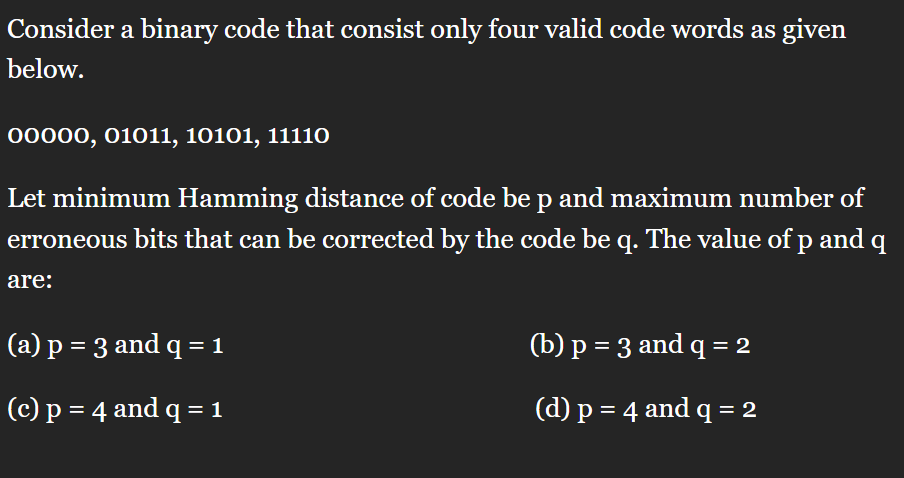 Consider a binary code that consist only four valid code words as given
below.
00000, 01011, 10101, 11110
Let minimum Hamming distance of code be p and maximum number of
erroneous bits that can be corrected by the code be q. The value of p and q
are:
(a) p = 3 and q = 1 (b) p = 3 and q = 2
(c) p = 4 and q = 1 (d) p = 4 and q = 2